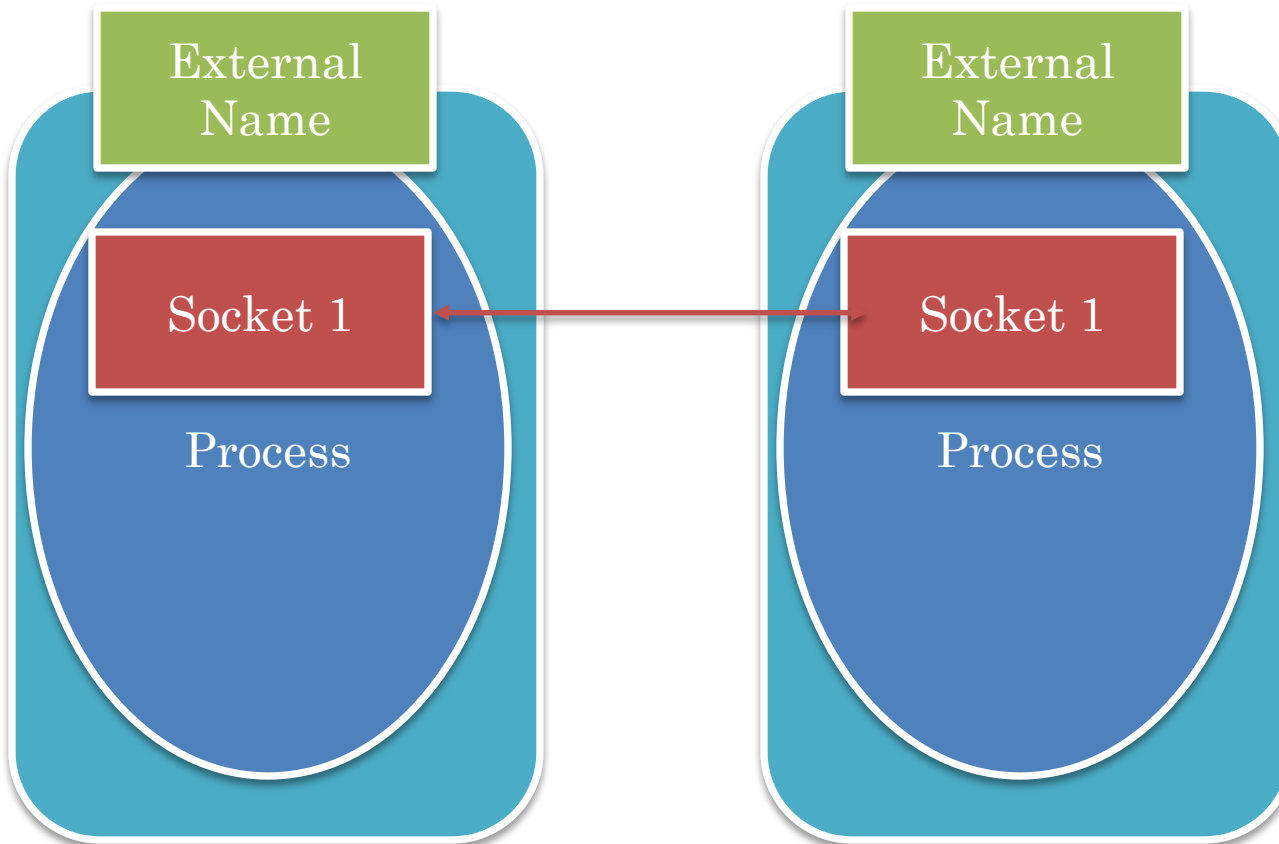 External
Name
Socket 1
Process
External
Name
Socket 1
Process